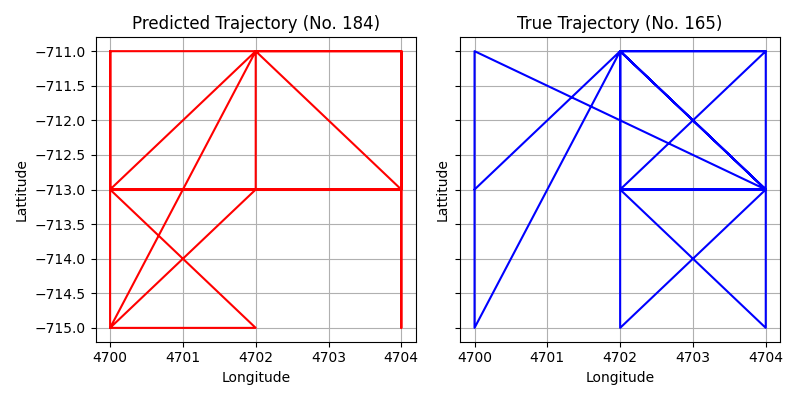 Predicted Trajectory (No. 184)
Lattitude
−711.0
−711.5
−712.0
−712.5
−713.0
−713.5
−714.0
−714.5
−715.0
4700 4701 4702 4703 4704
Longitude
True Trajectory (No. 165)
Lattitude
4700 4701 4702 4703 4704
Longitude